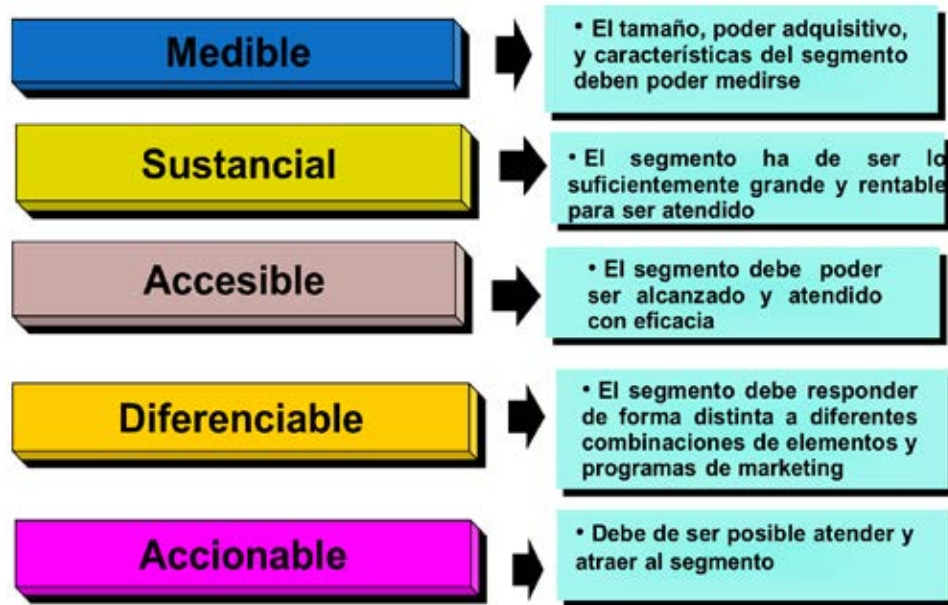 Medible
• El tamaño, poder adquisitivo,
y características del segmento
deben poder medirse
Sustancial
• El segmento ha de ser lo
suficientemente grande y rentable
para ser atendido
Accesible
• El segmento debe poder
ser alcanzado y atendido
con eficacia
Diferenciable
• El segmento debe responder
de forma distinta a diferentes
combinaciones de elementos y
programas de marketing
Accionable
• Debe de ser posible atender y
atraer al segmento